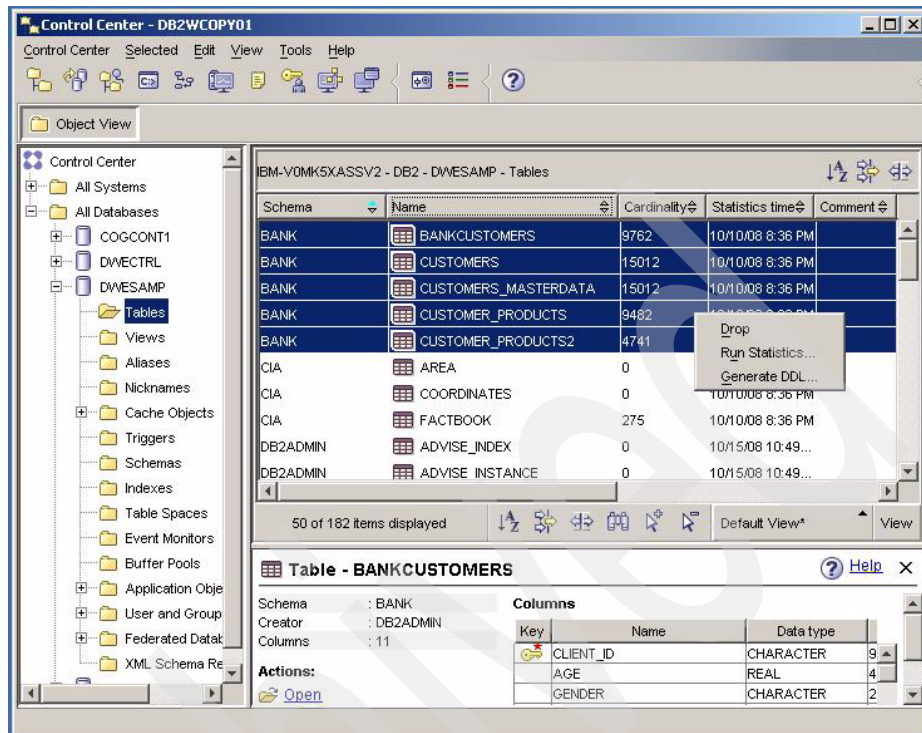 Control Center - DB2WCOPY01
Control Center Selected Edit View Tools Help
Object View
Control Center
All Systems
All Databases
COGCONT1
DWECTRL
DWESAMP
Tables
Views
Aliases
Nicknames
Cache Objects
Triggers
Schemas
Indexes
Table Spaces
Event Monitors
Buffer Pools
Application Obje
User and Group
Federated Datab
XML Schema Re
IBM-V0MK5XASSV2 - DB2 - DWESAMP - Tables
Schema Name Cardinality Statistics time Comment
BANK BANKCUSTOMERS 9762 10/10/08 8:36 PM
BANK CUSTOMERS 15012 10/10/08 8:36 PM
BANK CUSTOMERS_MASTERDATA 15012 10/10/08 8:36 PM
BANK CUSTOMER_PRODUCTS 9482
BANK CUSTOMER_PRODUCTS2 4741
CIA AREA 0
CIA COORDINATES 0 10/10/08 8:36 PM
CIA FACTBOOK 275 10/10/08 8:36 PM
DB2ADMIN ADVISE_INDEX 0 10/15/08 10:49...
DB2ADMIN ADVISE_INSTANCE 0 10/15/08 10:49...
Drop
Run Statistics...
Generate DDL...
50 of 182 items displayed Default View* View
Table - BANKCUSTOMERS Help
Schema : BANK
Creator : DB2ADMIN
Columns : 11
Actions:
Open
Columns
Key Name Data type
CLIENT_ID CHARACTER 9
AGE REAL 4
GENDER CHARACTER 2